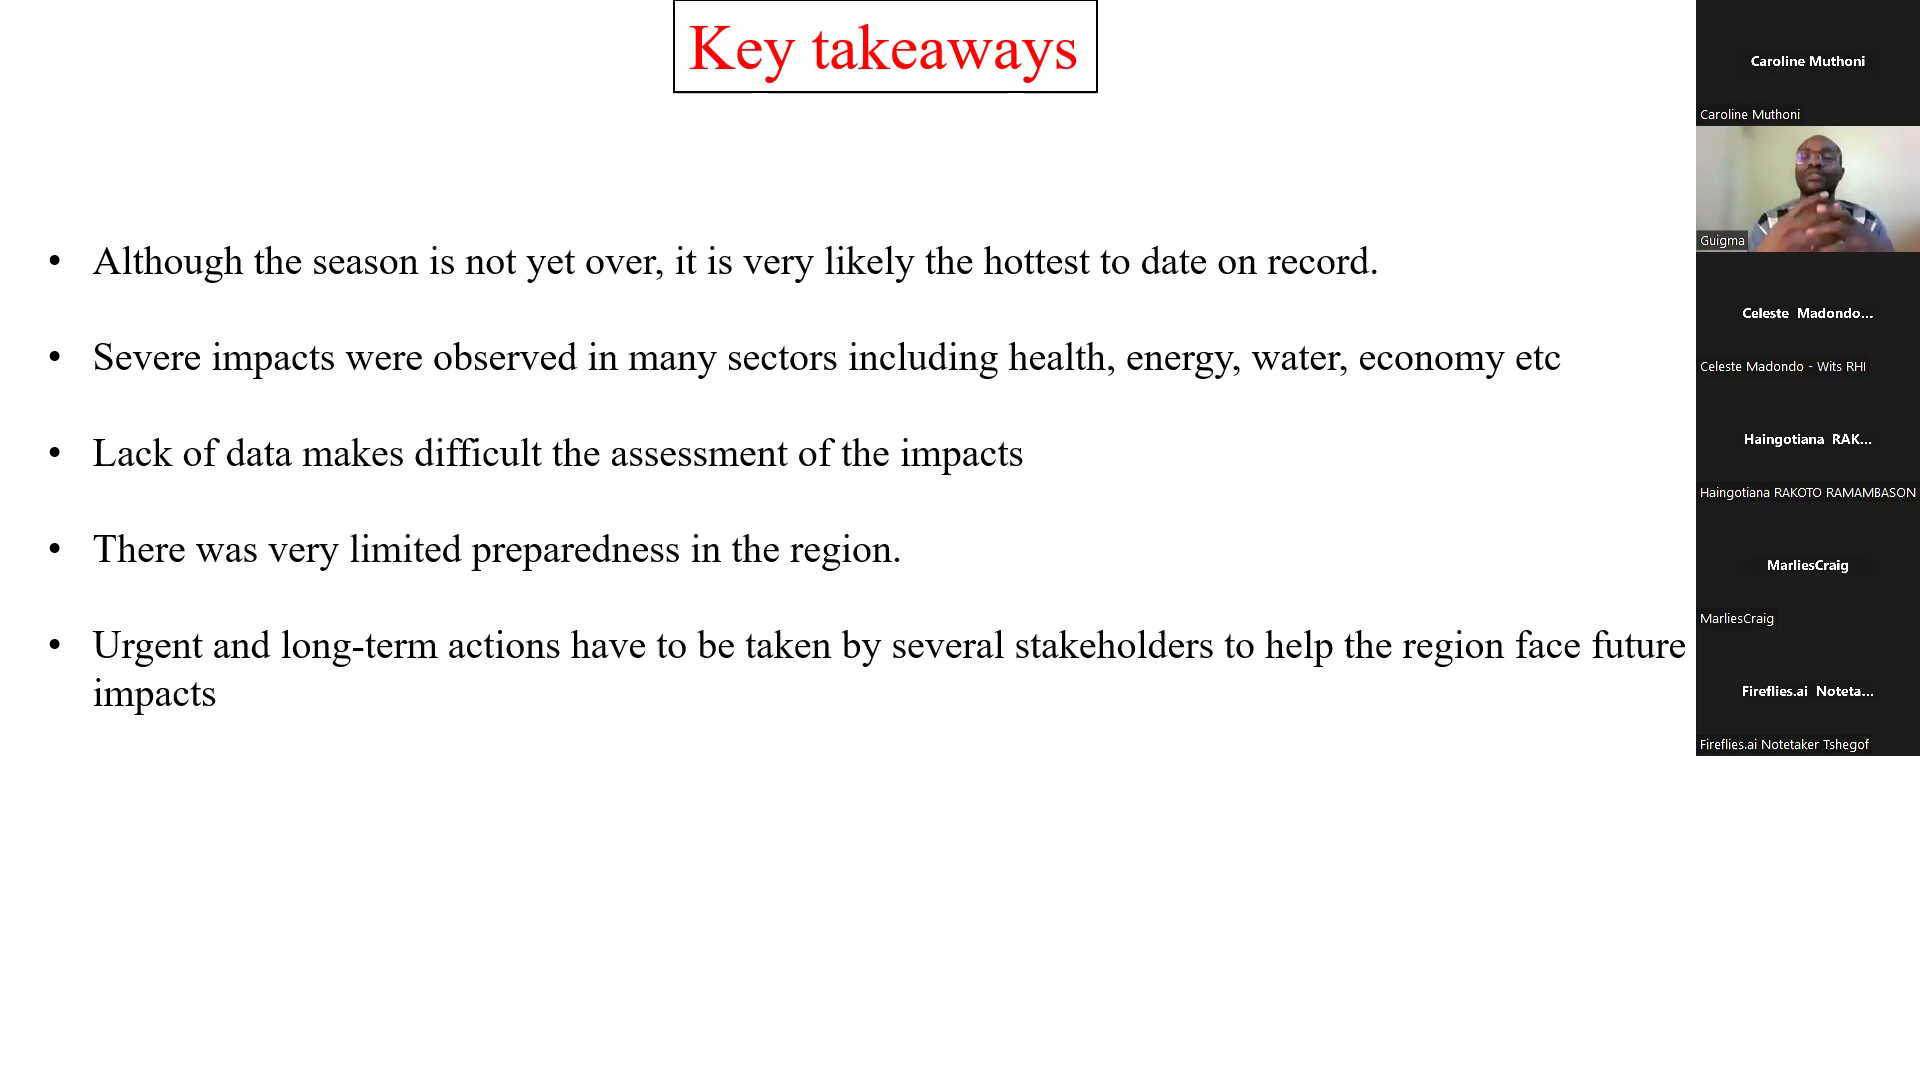 Key takeaways
• Although the season is not yet over, it is very likely the hottest to date on record.
• Severe impacts were observed in many sectors including health, energy, water, economy etc
• Lack of data makes difficult the assessment of the impacts
• There was very limited preparedness in the region.
• Urgent and long-term actions have to be taken by several stakeholders to help the region face future
impacts
Caroline Muthoni
Caroline Muthoni
Guigma
Celeste Madondo...
Celeste Madondo - Wits RHI
Haingotiana RAK...
Haingotiana RAKOTO RAMAMBASON
MarliesCraig
MarliesCraig
Fireflies.ai Noteta...
Fireflies.ai Notetaker Tshegof